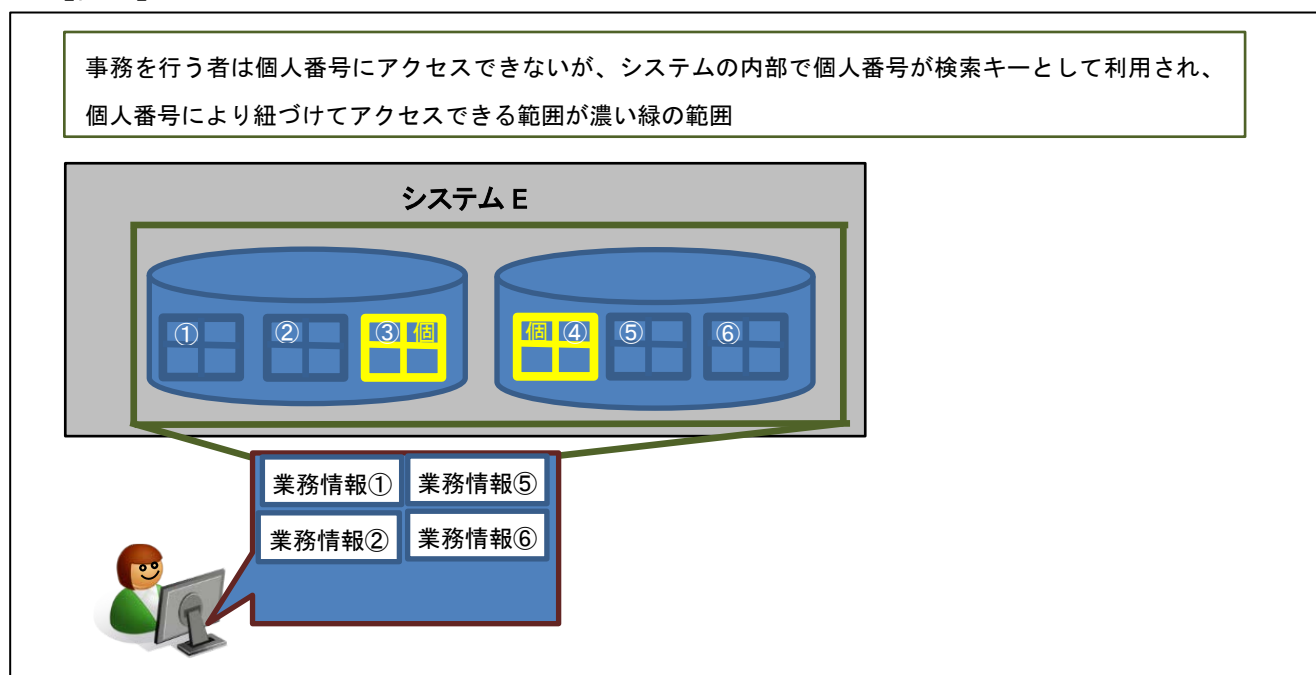 事務を行う者は個人番号にアクセスできないが、システムの内部で個人番号が検索キーとして利用され、
個人番号により紐づけてアクセスできる範囲が濃い緑の範囲
システムE
① ② ③ 個 個 ④ ⑤ ⑥
業務情報① 業務情報⑤
業務情報② 業務情報⑥